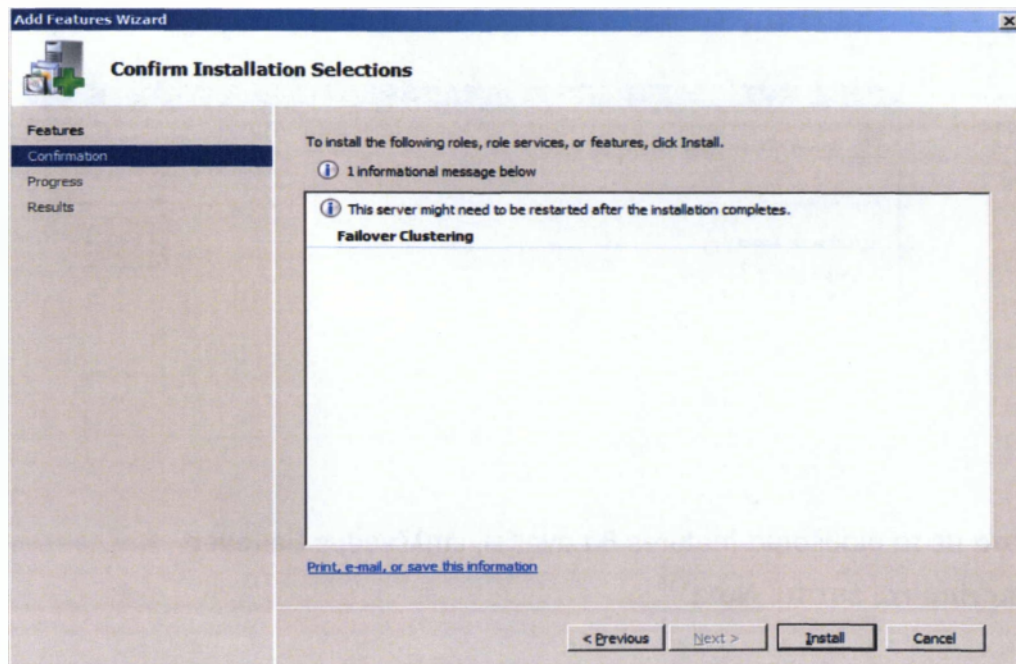 Add Features Wizard
Confirm Installation Selections
Features
Confirmation
Progress
Results
To install the following roles, role services, or features, click Install.
1 informational message below
This server might need to be restarted after the installation completes.
Failover Clustering
Print, e-mail, or save this information
< Previous
Next >
Install
Cancel